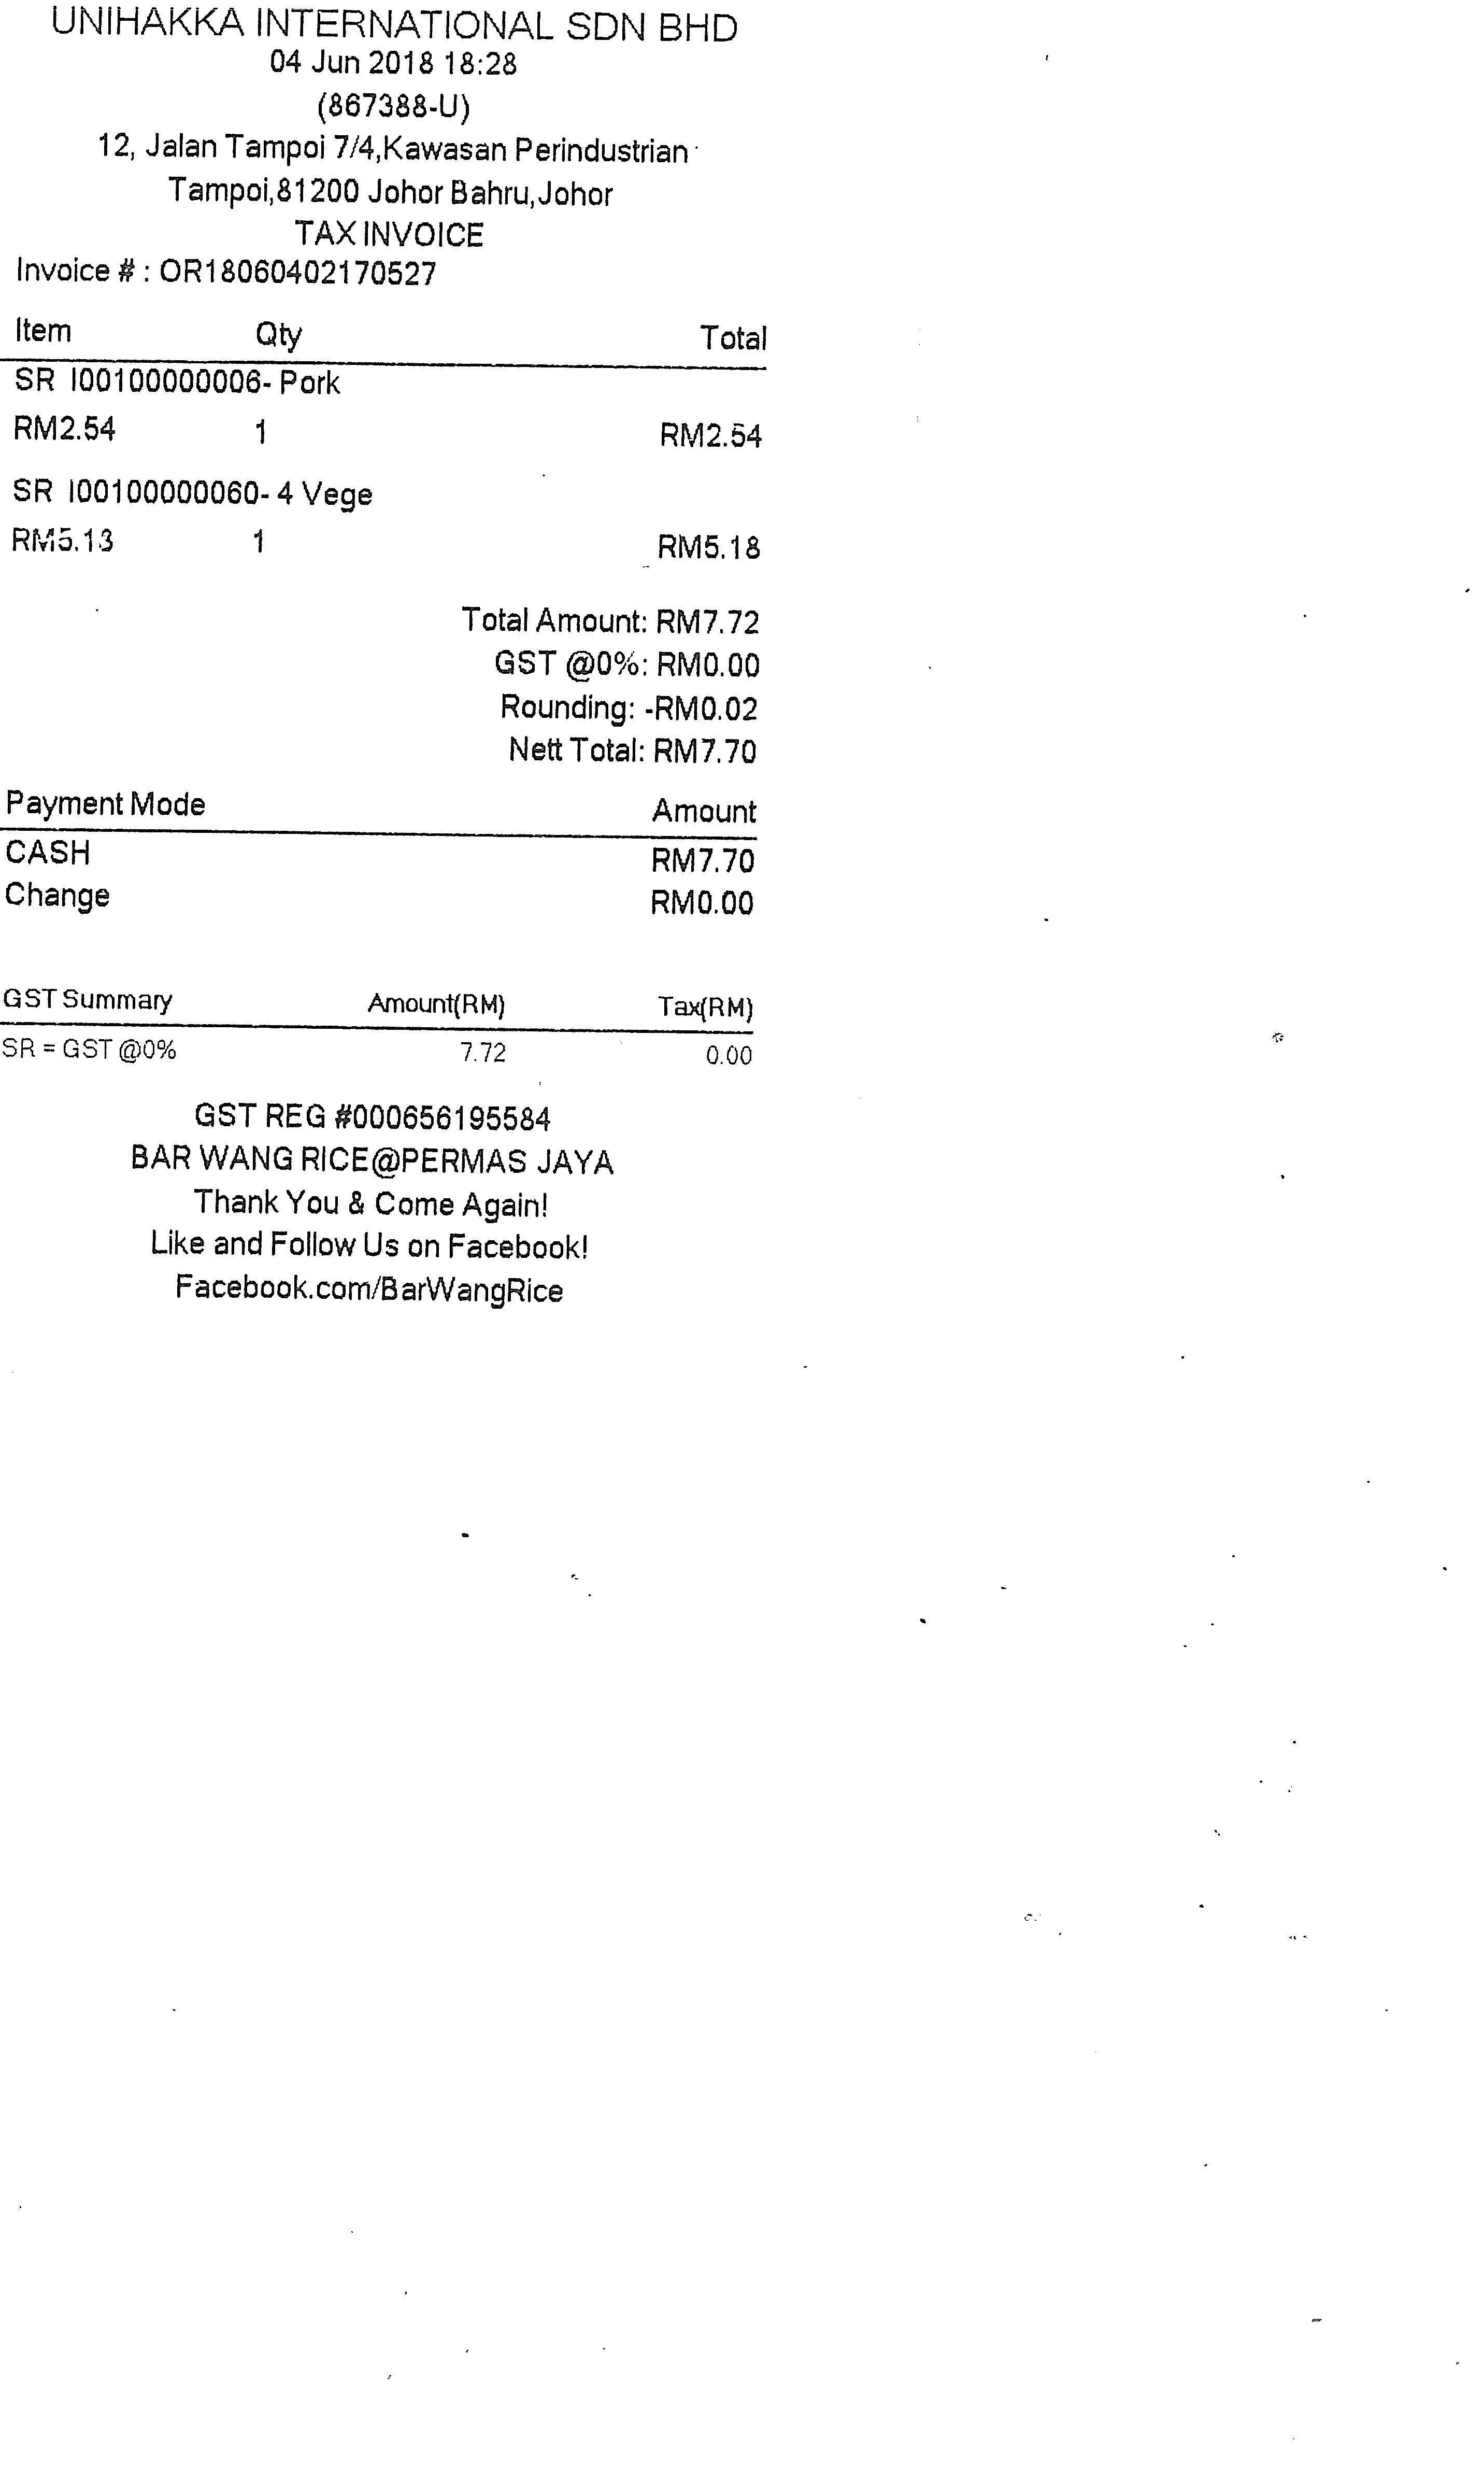 UNIHAKKA INTERNATIONAL SDN BHD
04 Jun 2018 18:28
(867388-U)
12, Jalan Tampoi 7/4,Kawasan Perindustrian
Tampoi,81200 Johor Bahru,Johor
TAX INVOICE
Invoice # : OR18060402170527
Item Qty Total
SR I00100000006- Pork
RM2.54 1 RM2.54
SR I00100000060- 4 Vege
RM5.18 1 RM5.18
Total Amount: RM7.72
GST @0%: RM0.00
Rounding: -RM0.02
Nett Total: RM7.70
Payment Mode Amount
CASH RM7.70
Change RM0.00
GST Summary Amount(RM) Tax(RM)
SR = GST @0% 7.72 0.00
GST REG #000656195584
BAR WANG RICE@PERMAS JAYA
Thank You & Come Again!
Like and Follow Us on Facebook!
Facebook.com/BarWangRice